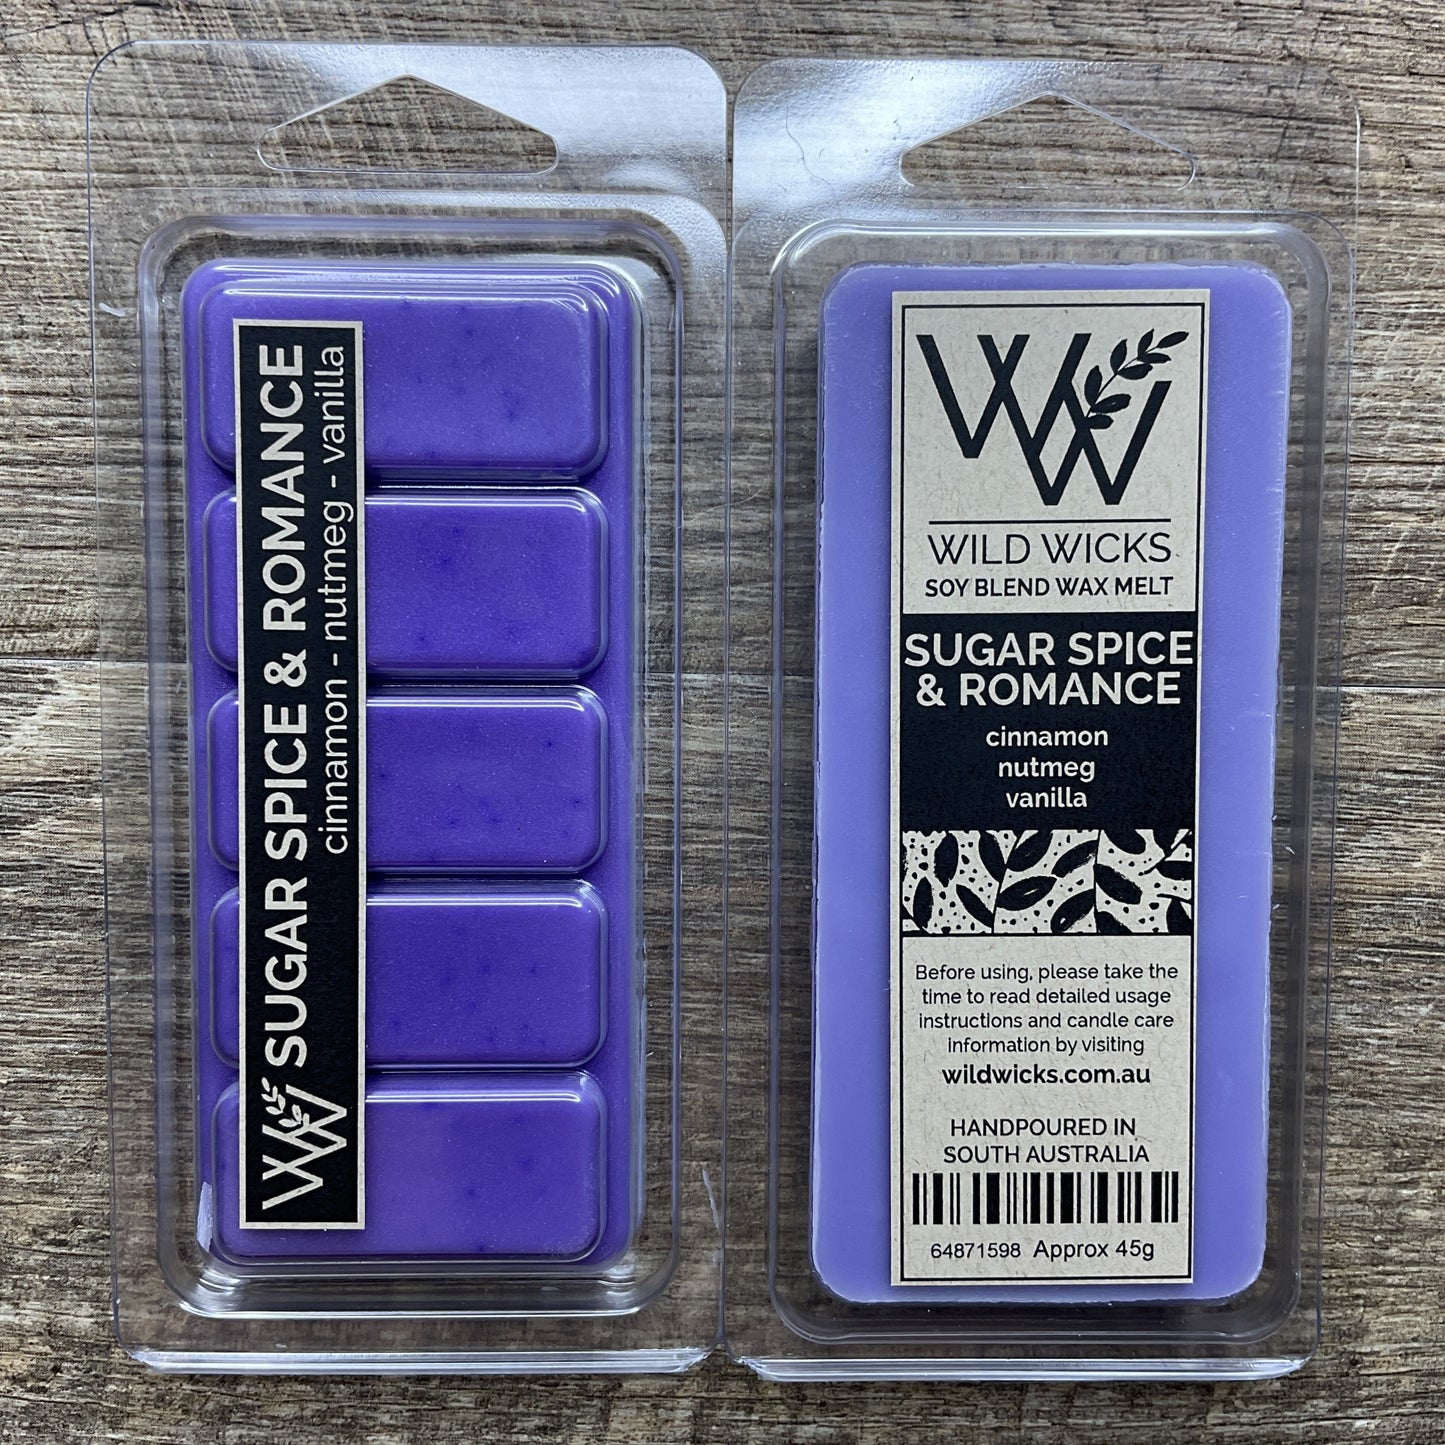 WW
SUGAR SPICE & ROMANCE
cinnamon - nutmeg - vanilla
WW
WILD WICKS
SOY BLEND WAX MELT
SUGAR SPICE
& ROMANCE
cinnamon
nutmeg
vanilla
Before using, please take the
time to read detailed usage
instructions and candle care
information by visiting
wildwicks.com.au
HANDPOURED IN
SOUTH AUSTRALIA
64871598 Approx 45g